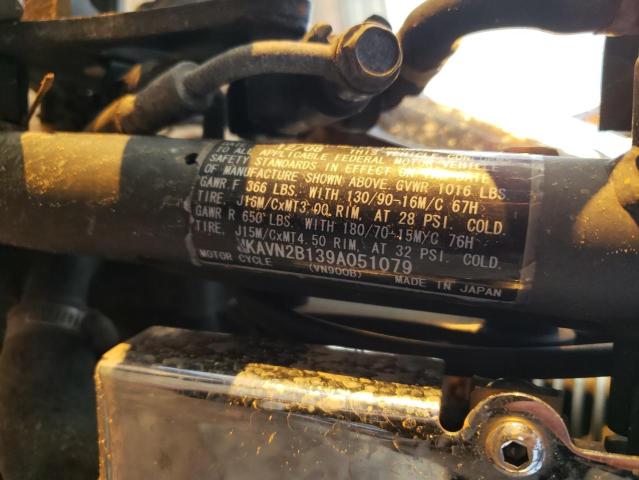 12/08 THIS VEHICLE CONFORMS
TO ALL APPLICABLE FEDERAL MOTOR VEHICLE
SAFETY STANDARDS IN EFFECT ON THE DATE
OF MANUFACTURE SHOWN ABOVE. GVWR 1016 LBS
GAWR F 366 LBS. WITH 130/90-16M/C 67H
TIRE, J16M/CxMT3.00 RIM, AT 28 PSI. COLD.
GAWR R 650 LBS. WITH 180/70-15M/C 76H
TIRE, J15M/CxMT4.50 RIM, AT 32 PSI. COLD.
JKAVN2B139A051079
MOTOR CYCLE (VN900B) MADE IN JAPAN